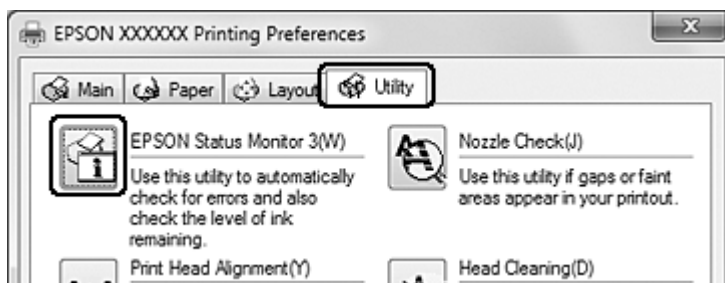 EPSON XXXXXX Printing Preferences
Main Paper Layout Utility
EPSON Status Monitor 3(W)
Use this utility to automatically
check for errors and also
check the level of ink
remaining.
Nozzle Check(J)
Use this utility if gaps or faint
areas appear in your printout.
Print Head Alignment(Y)
Head Cleaning(D)